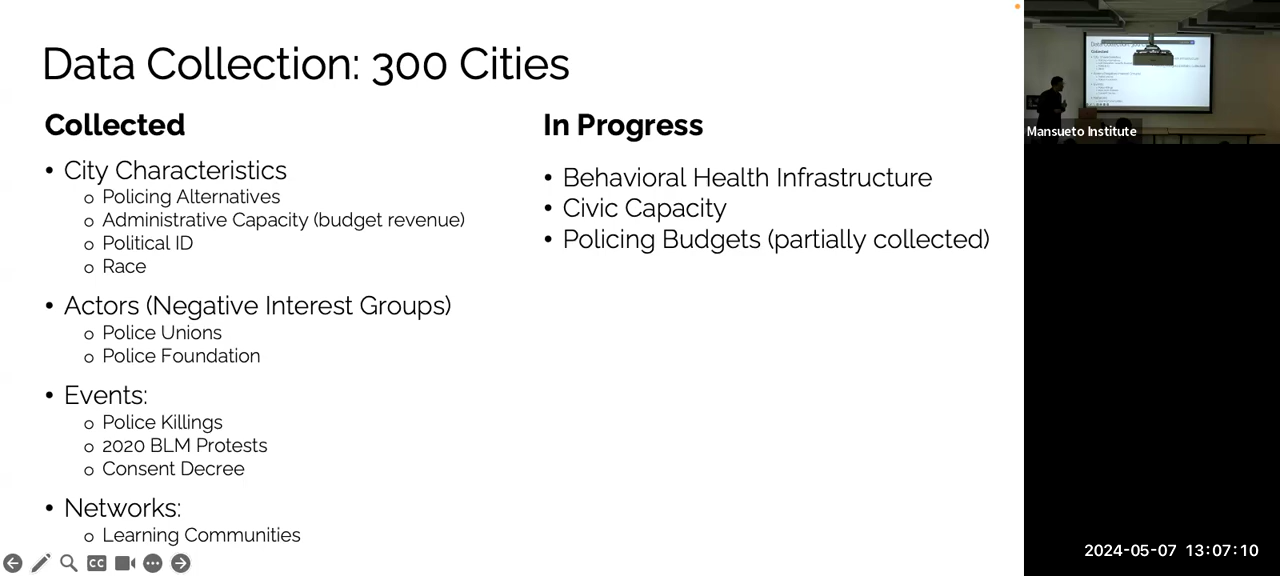 Data Collection: 300 Cities
Collected
• City Characteristics
o Policing Alternatives
o Administrative Capacity (budget revenue)
o Political ID
o Race
• Actors (Negative Interest Groups)
o Police Unions
o Police Foundation
• Events:
o Police Killings
o 2020 BLM Protests
o Consent Decree
• Networks:
o Learning Communities
In Progress
• Behavioral Health Infrastructure
• Civic Capacity
• Policing Budgets (partially collected)
CC
Mansueto Institute
2024-05-07 13:07:10